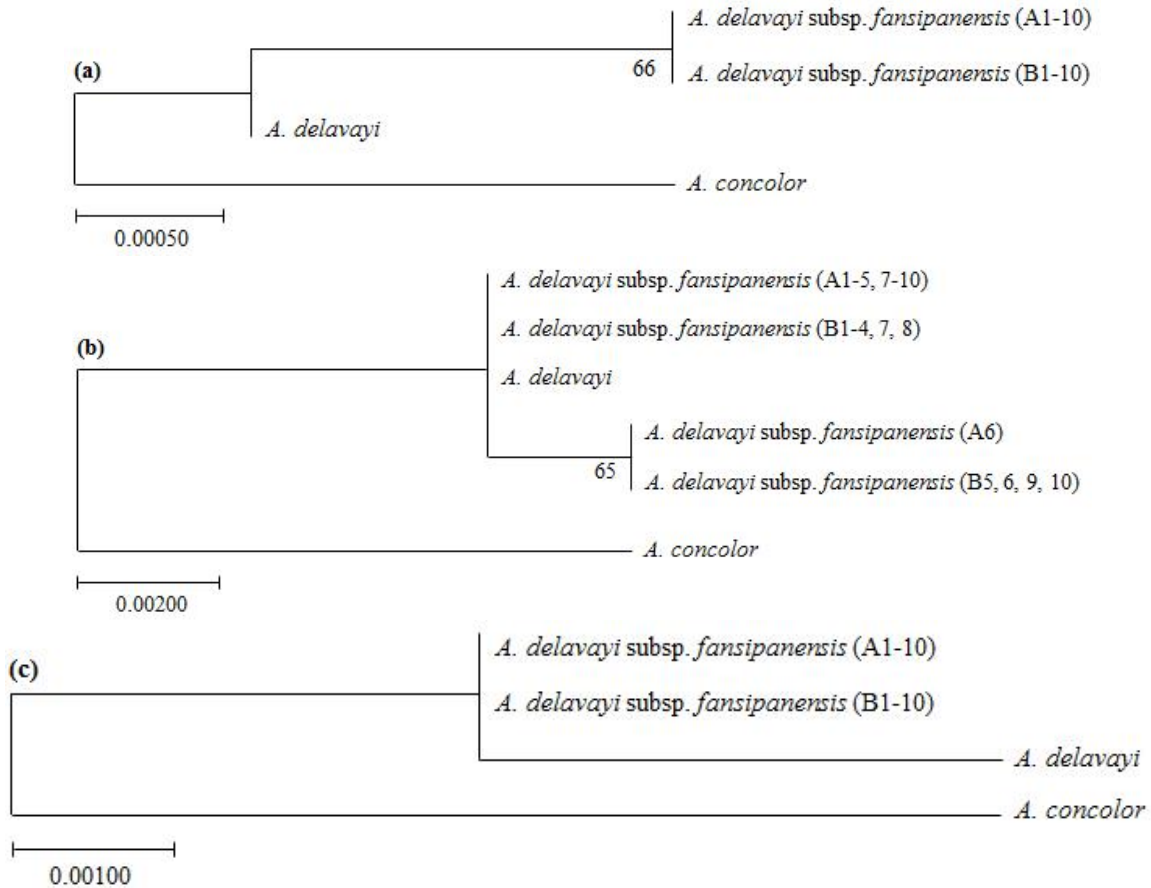 A. delavayi subsp. fansipanensis (A1-10)
(a)
66
A. delavayi subsp. fansipanensis (B1-10)
A. delavayi
A. concolor
0.00050
A. delavayi subsp. fansipanensis (A1-5, 7-10)
A. delavayi subsp. fansipanensis (B1-4, 7, 8)
(b)
A. delavayi
A. delavayi subsp. fansipanensis (A6)
65
A. delavayi subsp. fansipanensis (B5, 6, 9, 10)
A. concolor
0.00200
A. delavayi subsp. fansipanensis (A1-10)
(c)
A. delavayi subsp. fansipanensis (B1-10)
A. delavayi
A. concolor
0.00100